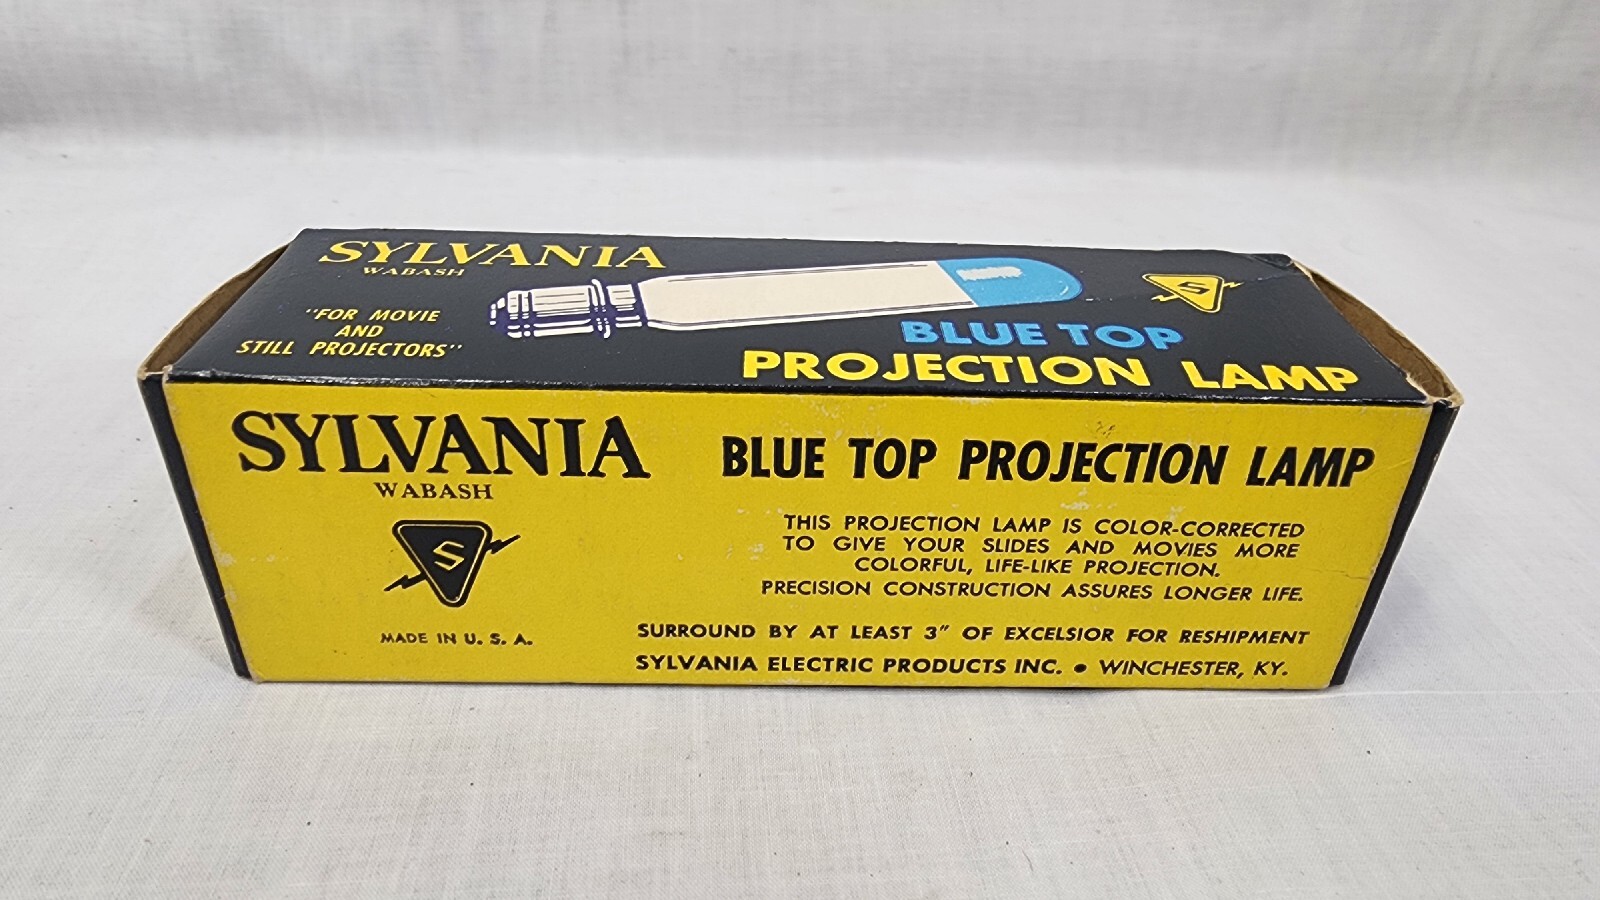 SYLVANIA
WABASH
"FOR MOVIE
AND
STILL PROJECTORS"
S
BLUE TOP
PROJECTION LAMP
SYLVANIA
WABASH
S
MADE IN U. S. A.
BLUE TOP PROJECTION LAMP
THIS PROJECTION LAMP IS COLOR-CORRECTED
TO GIVE YOUR SLIDES AND MOVIES MORE
COLORFUL, LIFE-LIKE PROJECTION.
PRECISION CONSTRUCTION ASSURES LONGER LIFE.
SURROUND BY AT LEAST 3" OF EXCELSIOR FOR RESHIPMENT
SYLVANIA ELECTRIC PRODUCTS INC. • WINCHESTER, KY.